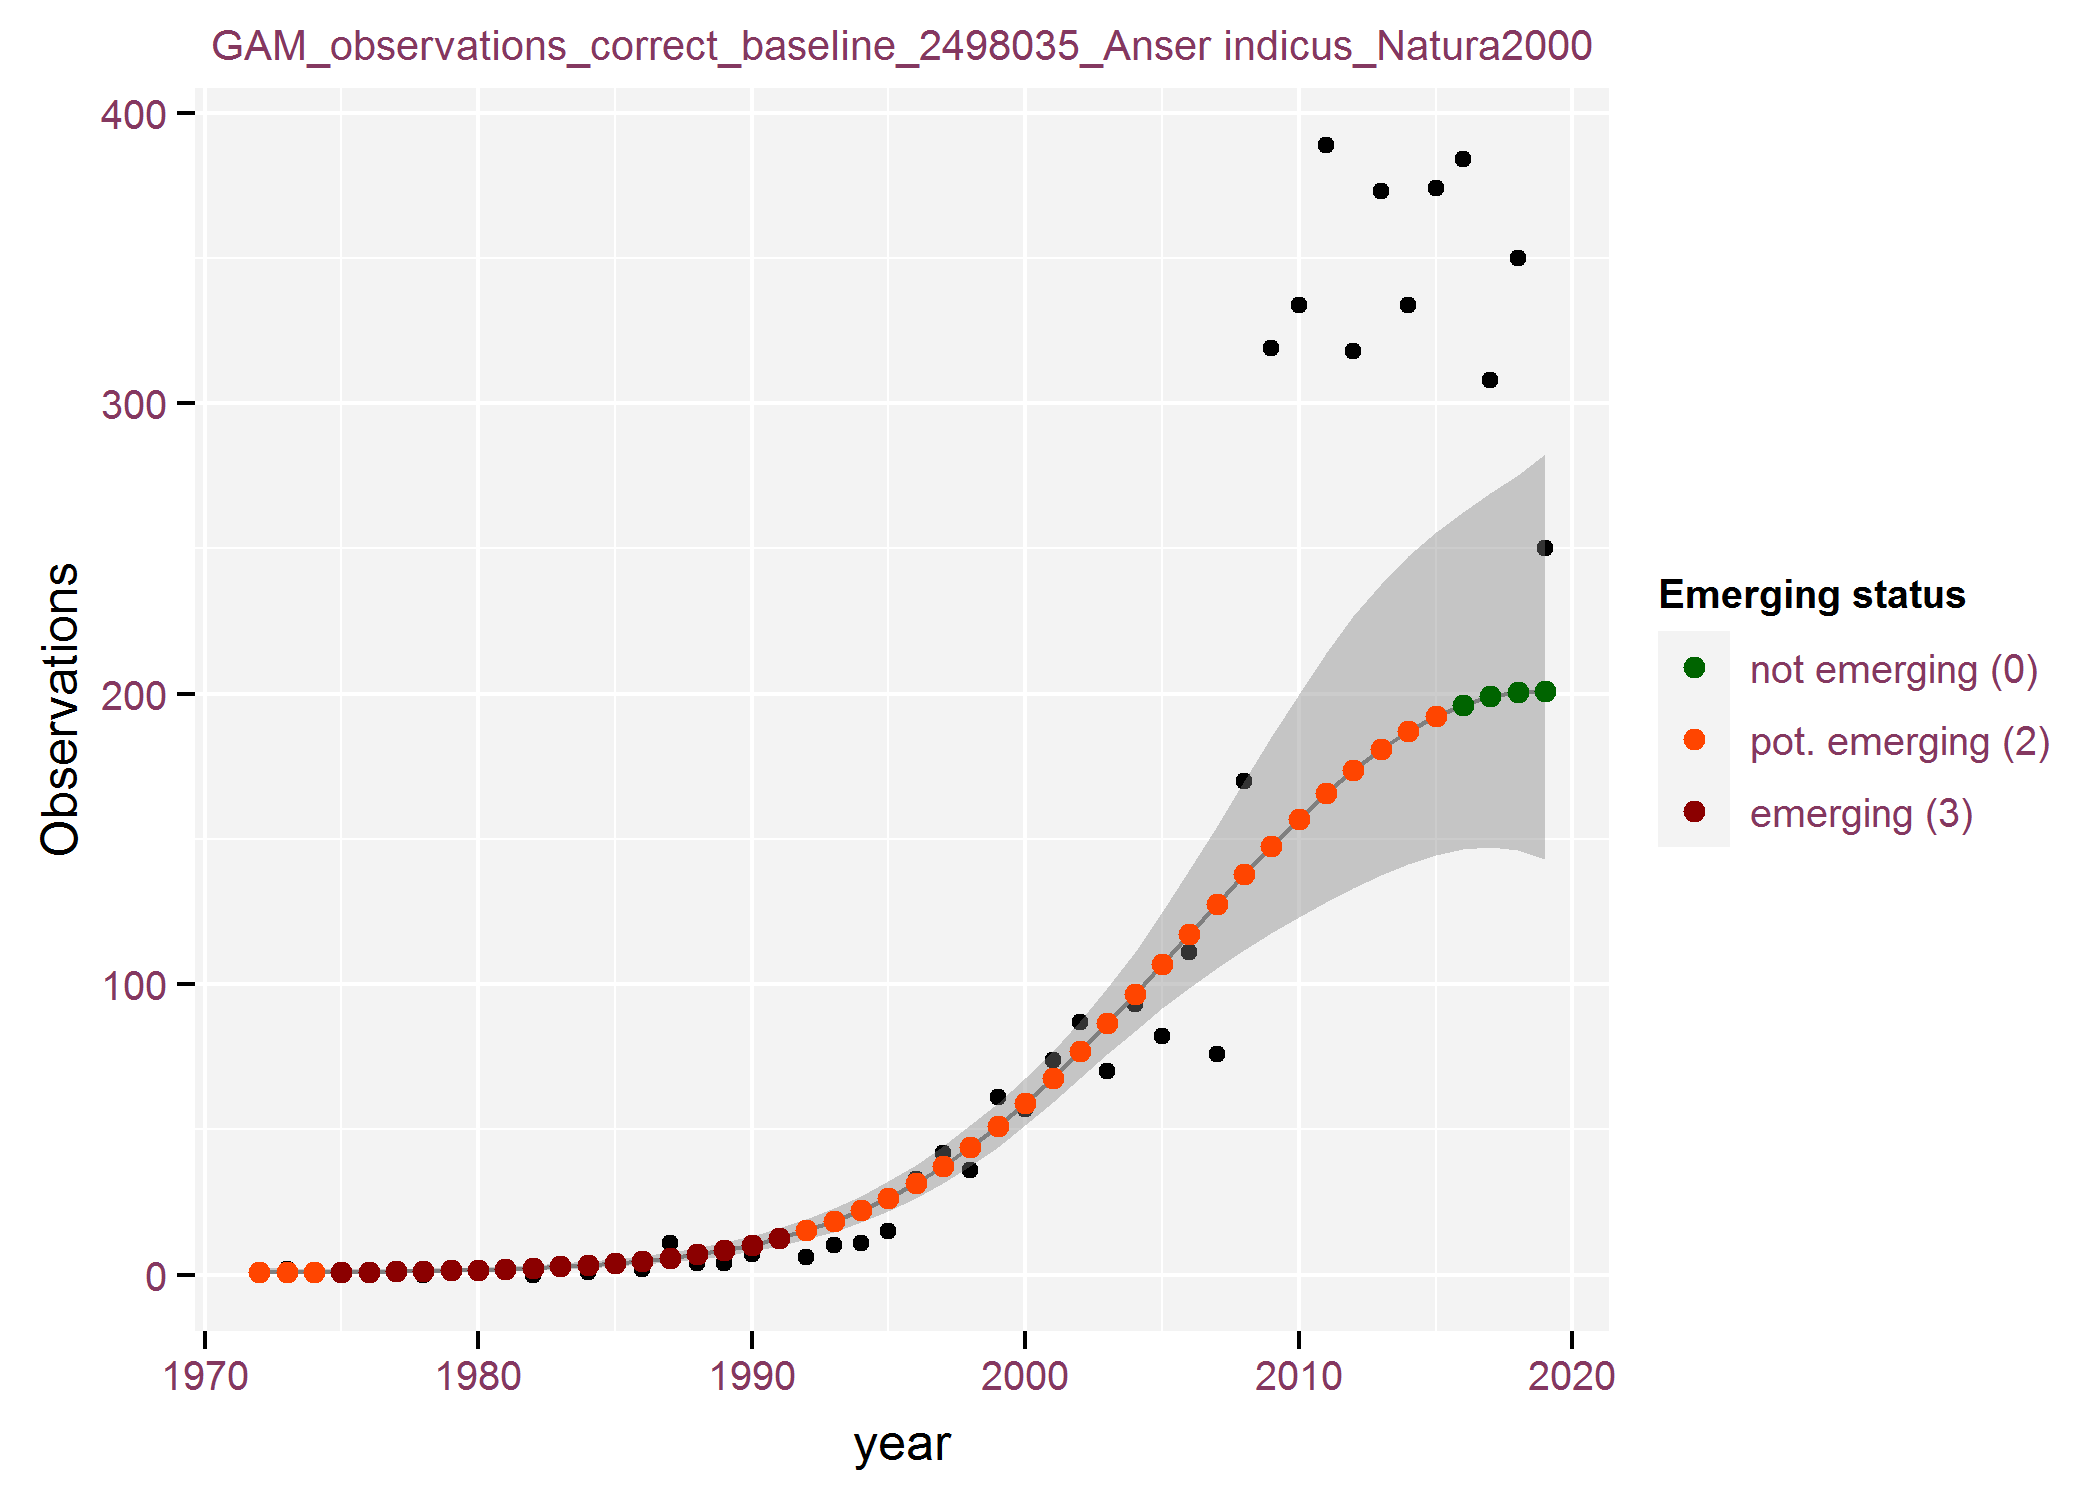 GAM_observations_correct_baseline_2498035_Anser indicus_Natura2000
400
300
200
100
0
Observations
1970 1980 1990 2000 2010 2020
year
Emerging status
not emerging (0)
pot. emerging (2)
emerging (3)